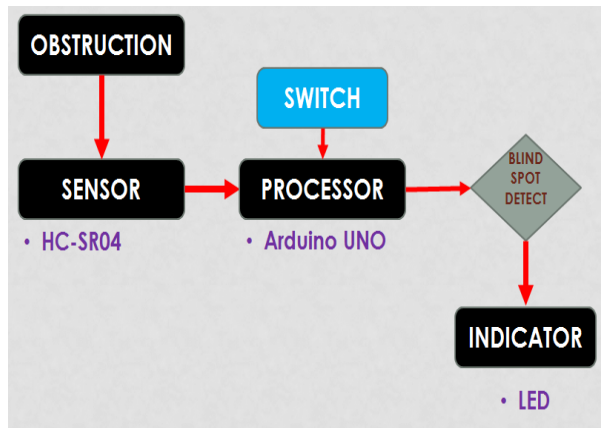 OBSTRUCTION
SWITCH
SENSOR
PROCESSOR
BLIND
SPOT
DETECT
• HC-SR04
• Arduino UNO
INDICATOR
• LED